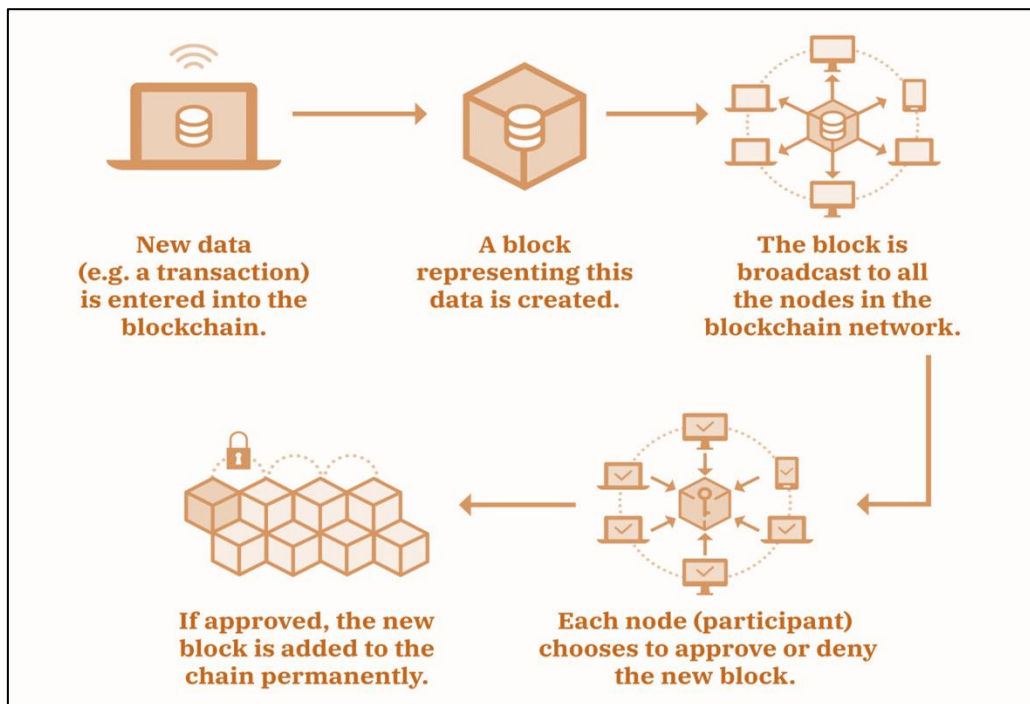 New data
(e.g. a transaction)
is entered into the
blockchain.
A block
representing this
data is created.
The block is
broadcast to all
the nodes in the
blockchain network.
Each node (participant)
chooses to approve or deny
the new block.
If approved, the new
block is added to the
chain permanently.